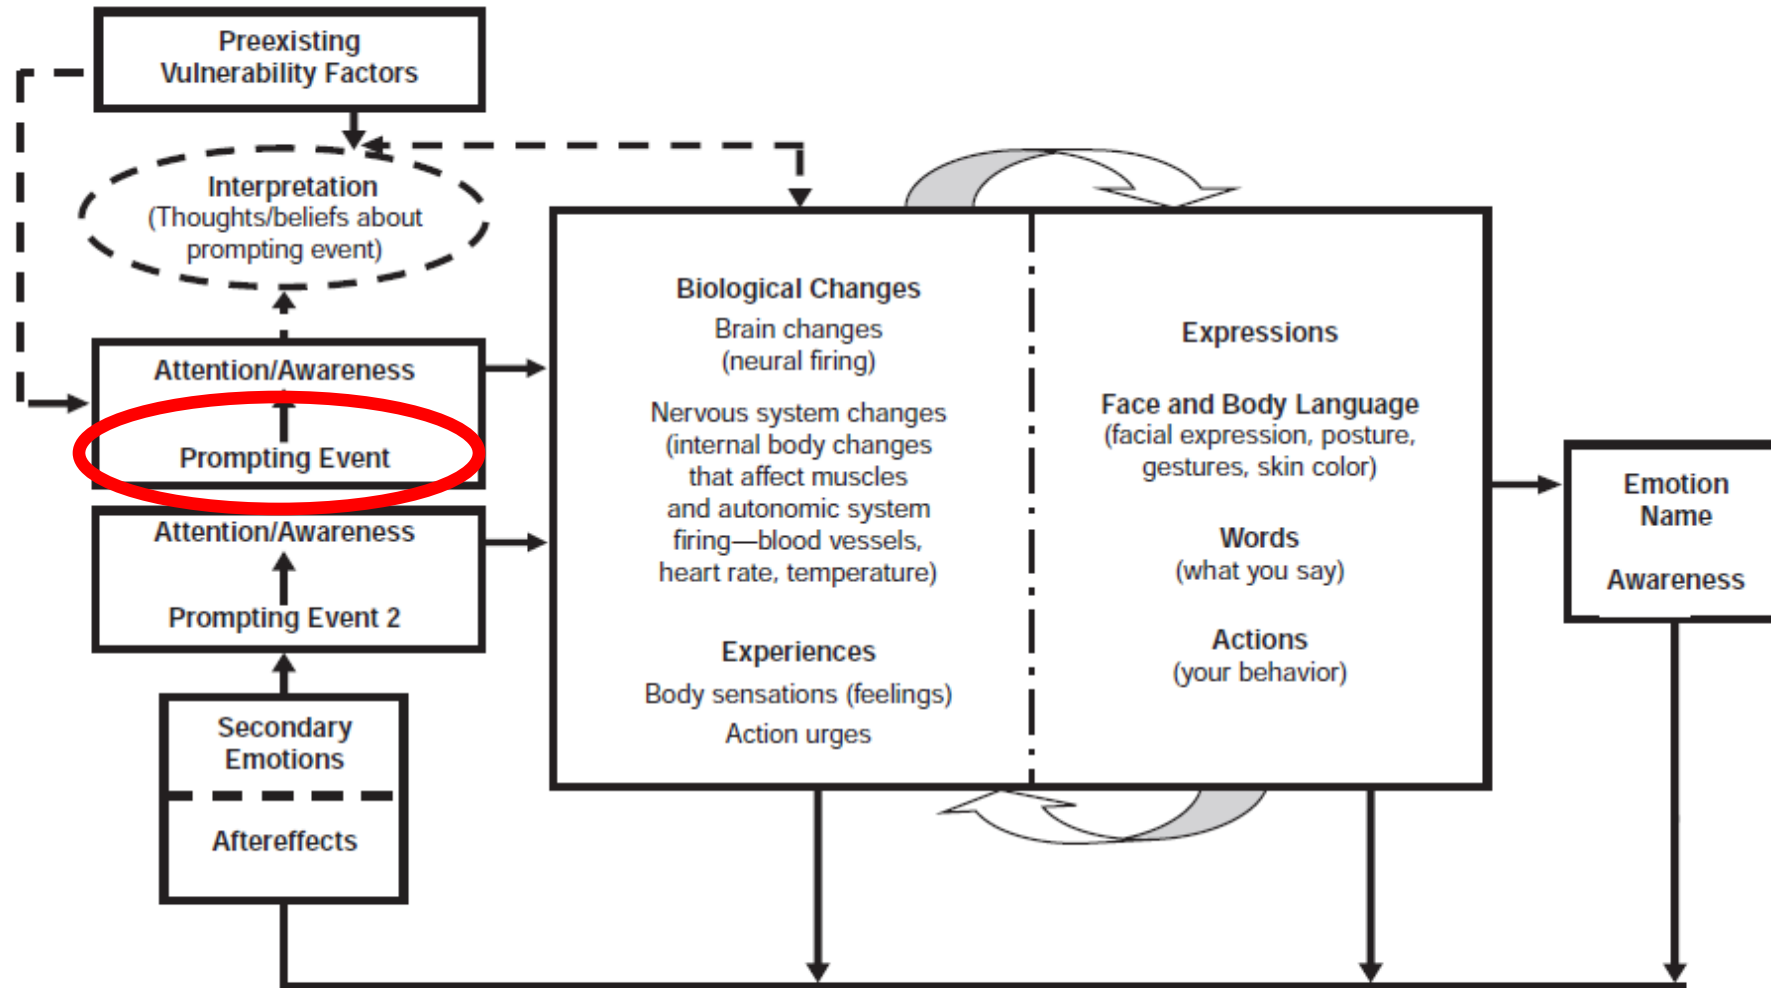 Preexisting
Vulnerability Factors
Interpretation
(Thoughts/beliefs about
prompting event)
Attention/Awareness
Prompting Event
Attention/Awareness
Prompting Event 2
Secondary
Emotions
Aftereffects
Biological Changes
Brain changes
(neural firing)
Nervous system changes
(internal body changes
that affect muscles
and autonomic system
firing—blood vessels,
heart rate, temperature)
Experiences
Body sensations (feelings)
Action urges
Expressions
Face and Body Language
(facial expression, posture,
gestures, skin color)
Words
(what you say)
Actions
(your behavior)
Emotion
Name
Awareness